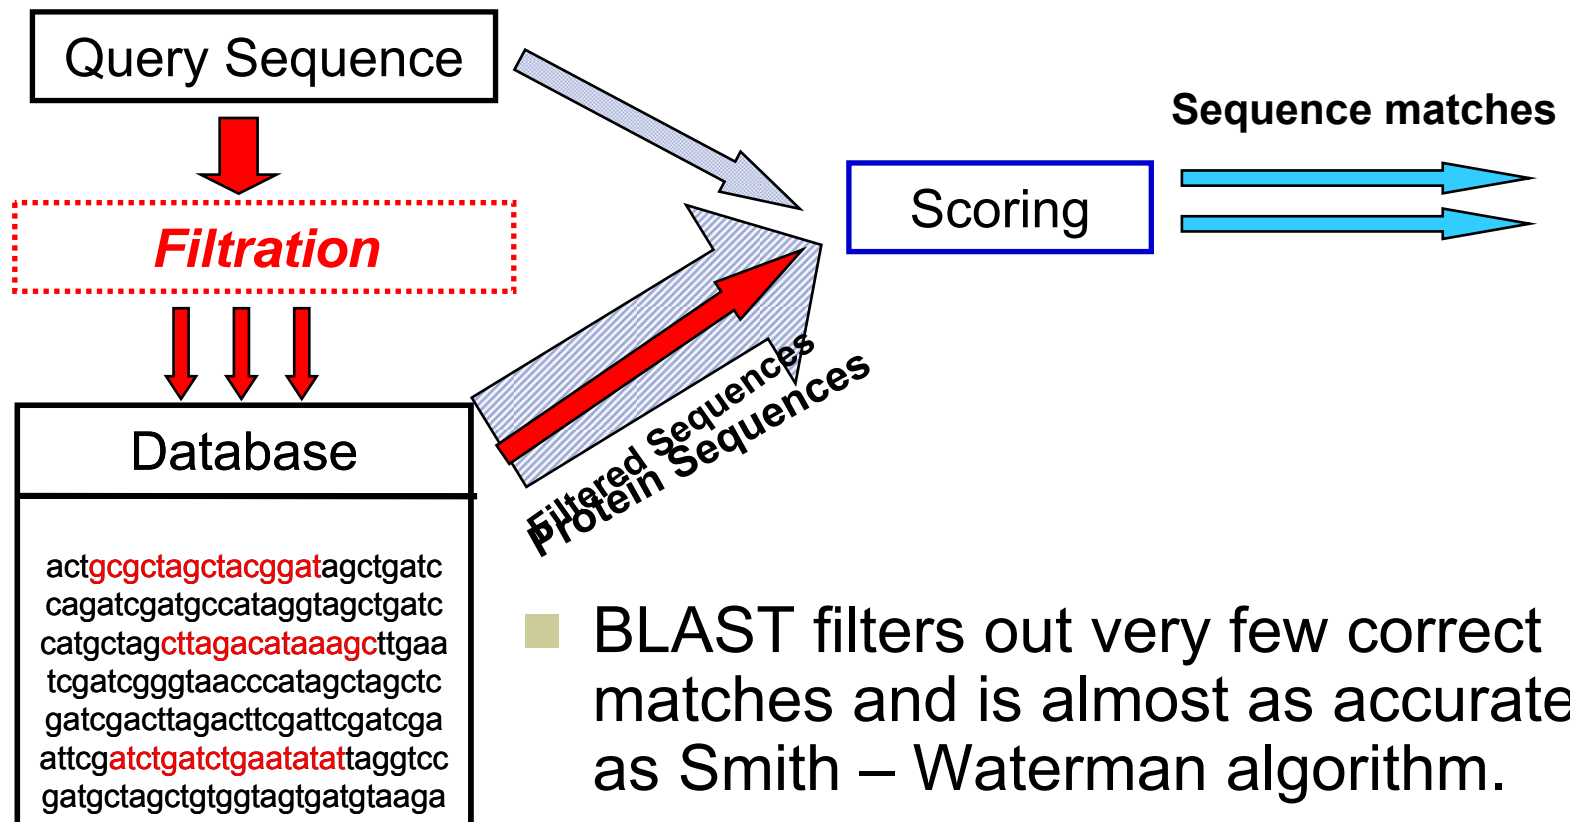 Query Sequence
Sequence matches
Scoring
Filtration
Filtered Sequences
Protein Sequences
Database
actgcgctagctacggatagctgatc
cagatcgatgccataggtagctgatc
catgctagcttagacataaagcttgaa
tcgatcgggtaacccatagctagctc
gatcgacttagacttcgattcgatcga
attcgatctgatctgaatatattaggtcc
gatgctagctgtggtagtgatgtaaga
BLAST filters out very few correct
matches and is almost as accurate
as Smith – Waterman algorithm.